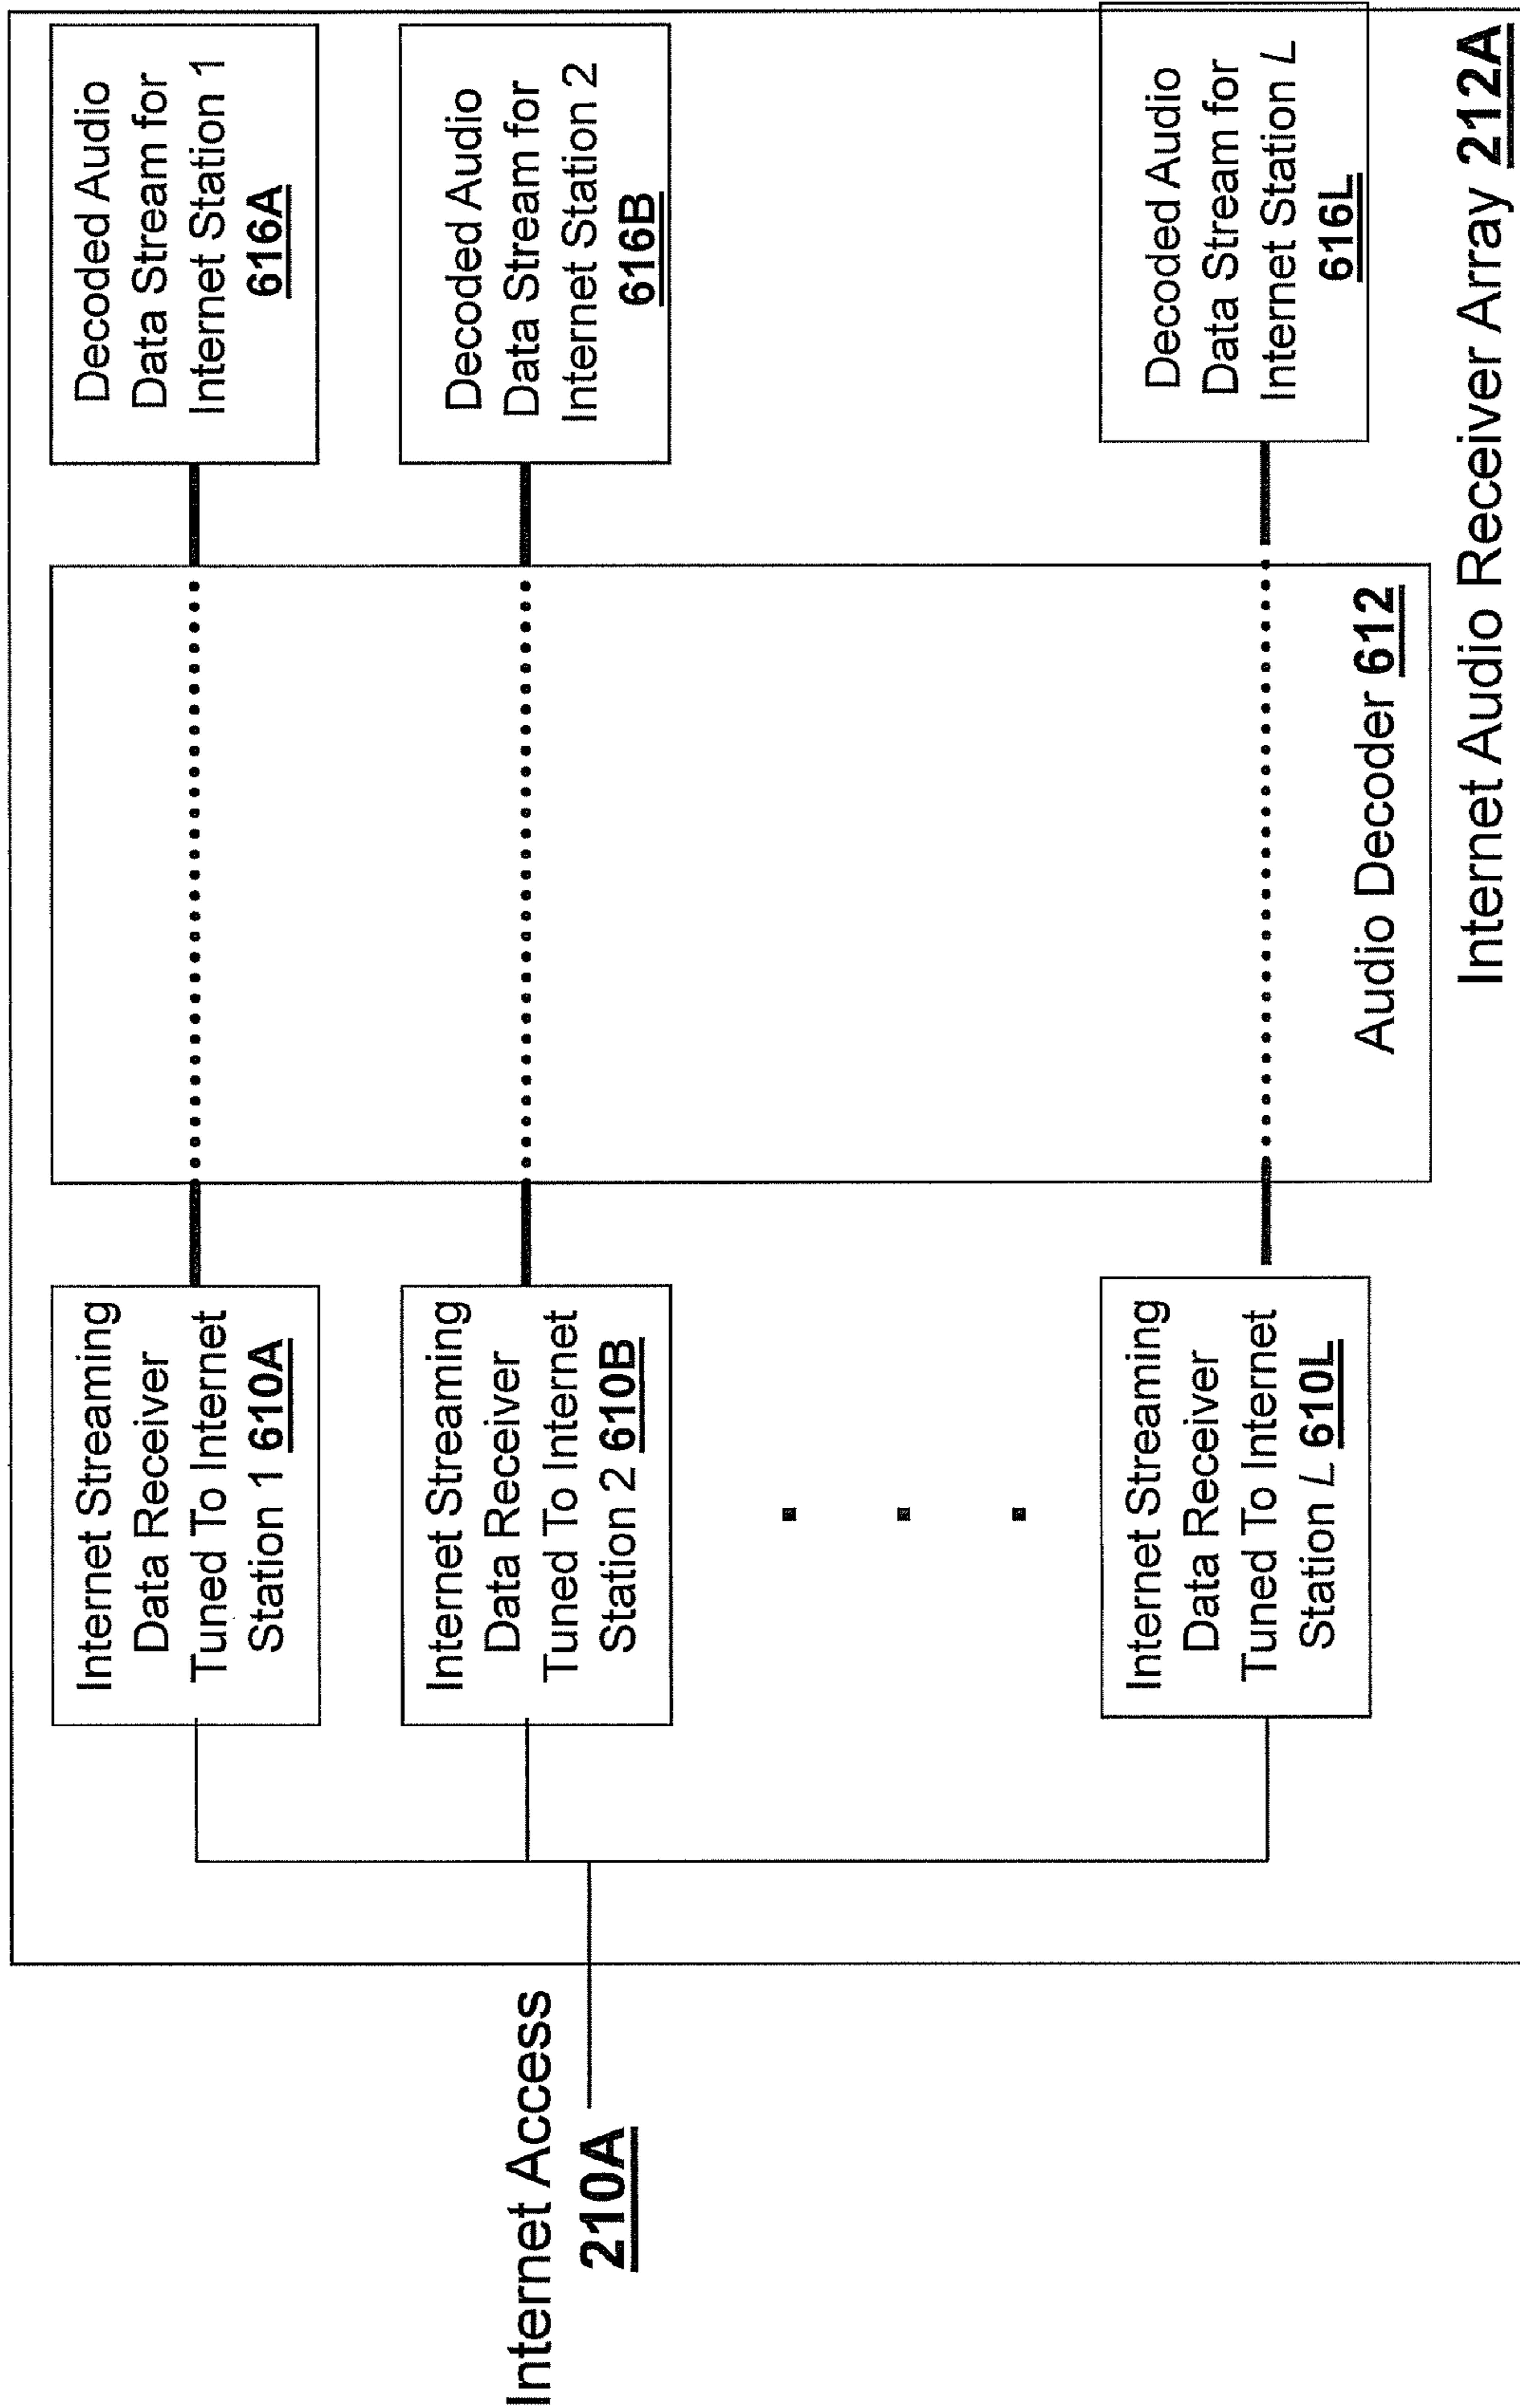 Internet Access
210A
Internet Streaming
Data Receiver
Tuned To Internet
Station 1 610A
Internet Streaming
Data Receiver
Tuned To Internet
Station 2 610B
Internet Streaming
Data Receiver
Tuned To Internet
Station L 610L
Audio Decoder 612
Decoded Audio
Data Stream for
Internet Station 1
616A
Decoded Audio
Data Stream for
Internet Station 2
616B
Decoded Audio
Data Stream for
Internet Station L
616L
Internet Audio Receiver Array 212A